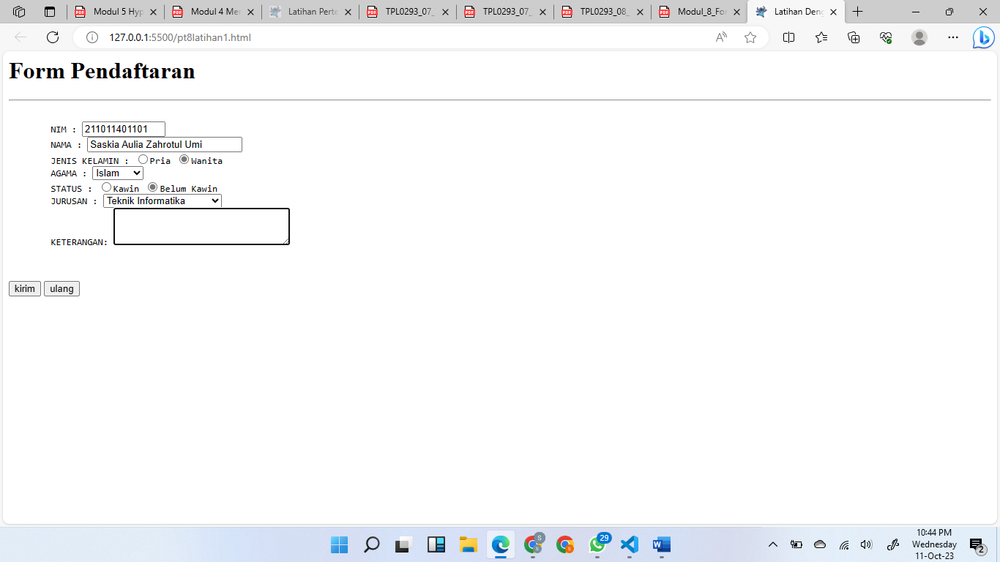 Modul 5 Hyp
Modul 4 Mer
Latihan Perte
TPL0293_07_
TPL0293_07_
TPL0293_08_
Modul_8_For
Latihan Deng
127.0.0.1:5500/pt8latihan1.html
Form Pendaftaran
NIM : 211011401101
NAMA : Saskia Aulia Zahrotul Umi
JENIS KELAMIN : Pria Wanita
AGAMA : Islam
STATUS : Kawin Belum Kawin
JURUSAN : Teknik Informatika
KETERANGAN:
kirim ulang
29
10:44 PM
Wednesday
11-Oct-23
2